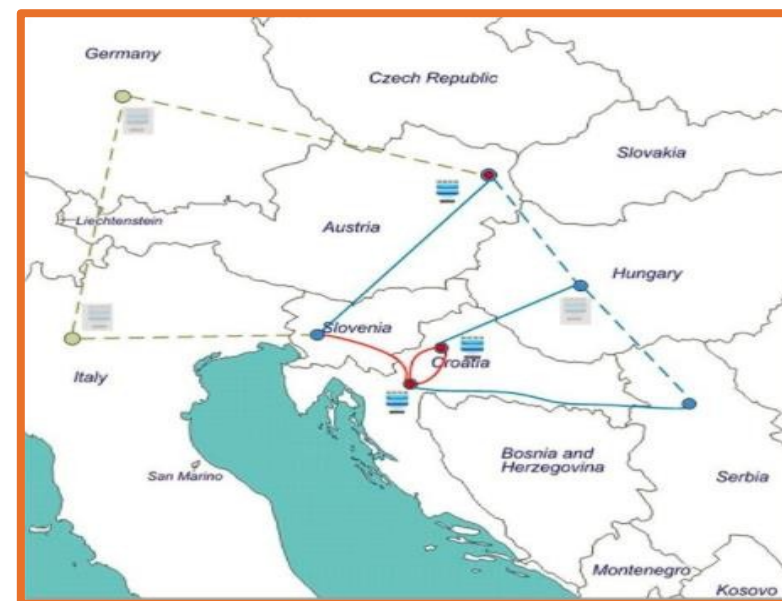 Germany
Czech Republic
Slovakia
Liechtenstein
Austria
Hungary
Slovenia
Croatia
Italy
Bosnia and
Herzegovina
San Marino
Serbia
Montenegro
Kosovo